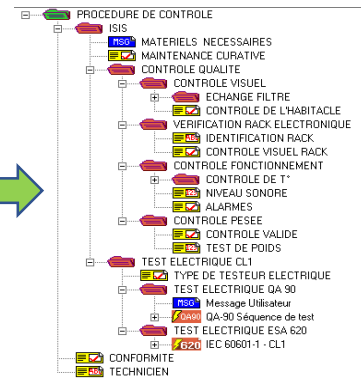 PROCEDURE DE CONTROLE
ISIS
MSG MATERIELS NECESSAIRES
MAINTENANCE CURATIVE
CONTROLE QUALITE
CONTROLE VISUEL
ECHANGE FILTRE
CONTROLE DE L'HABITACLE
VERIFICATION RACK ELECTRONIQUE
IDENTIFICATION RACK
CONTROLE VISUEL RACK
CONTROLE FONCTIONNEMENT
CONTROLE DE T°
NIVEAU SONORE
ALARMES
CONTROLE PESEE
CONTROLE VALIDE
TEST DE POIDS
TEST ELECTRIQUE CL1
TYPE DE TESTEUR ELECTRIQUE
TEST ELECTRIQUE QA 90
MSG Message Utilisateur
QA90 QA-90 Séquence de test
TEST ELECTRIQUE ESA 620
620 IEC 60601-1 - CL1
CONFORMITE
TECHNICIEN